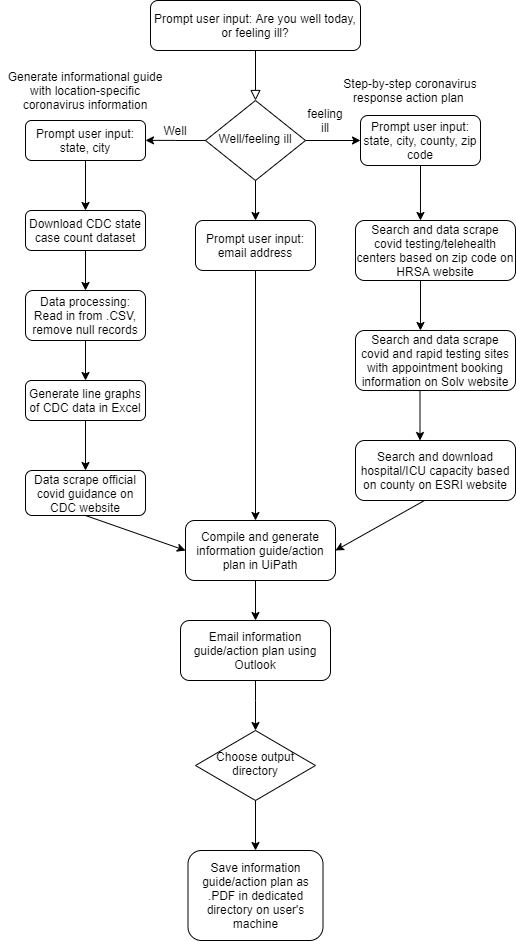 Prompt user input: Are you well today,
or feeling ill?
Generate informational guide
with location-specific
coronavirus information
Step-by-step coronavirus
response action plan
Well
Well/feeling ill
feeling
ill
Prompt user input:
state, city
Prompt user input:
state, city, county, zip
code
Download CDC state
case count dataset
Prompt user input:
email address
Search and data scrape
covid testing/telehealth
centers based on zip code on
HRSA website
Data processing:
Read in from .CSV,
remove null records
Search and data scrape
covid and rapid testing sites
with appointment booking
information on Solv website
Generate line graphs
of CDC data in Excel
Search and download
hospital/ICU capacity based
on county on ESRI website
Data scrape official
covid guidance on
CDC website
Compile and generate
information guide/action
plan in UiPath
Email information
guide/action plan using
Outlook
Choose output
directory
Save information
guide/action plan as
.PDF in dedicated
directory on user's
machine